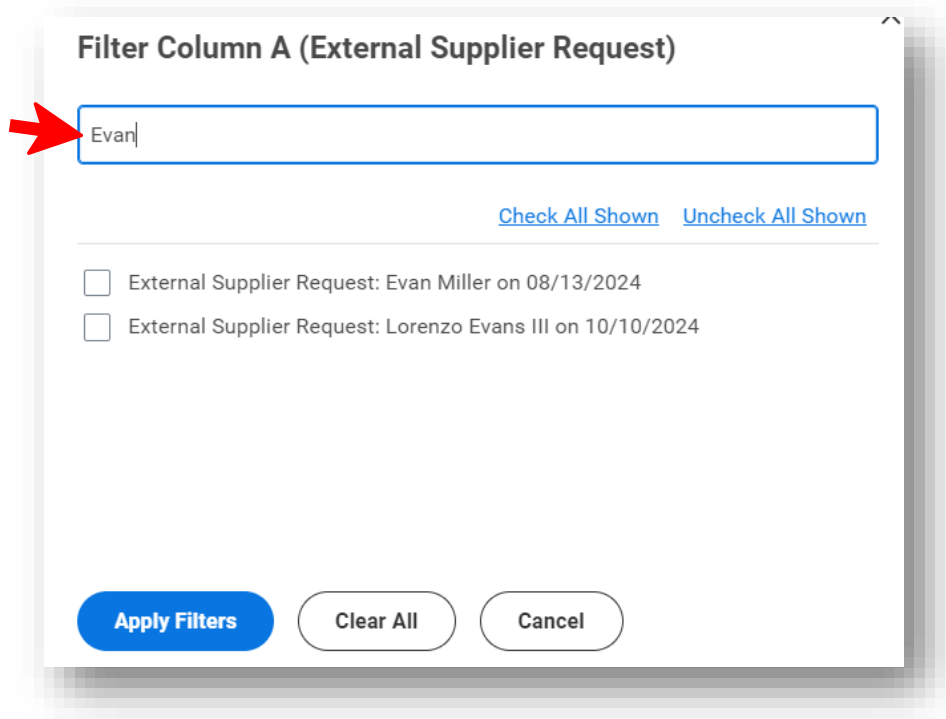 Filter Column A (External Supplier Request)
Evan
Check All Shown Uncheck All Shown
External Supplier Request: Evan Miller on 08/13/2024
External Supplier Request: Lorenzo Evans III on 10/10/2024
Apply Filters Clear All Cancel